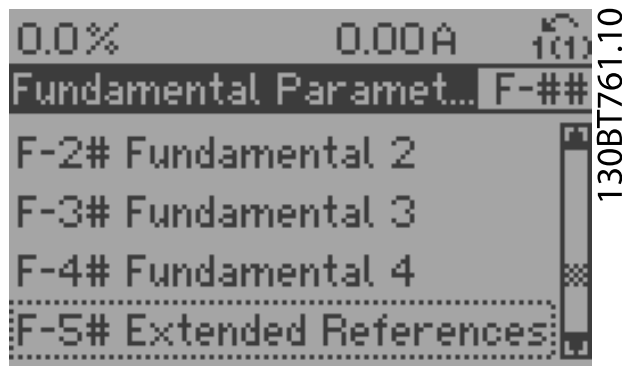 0.0% 0.00A 1(1)
Fundamental Paramet... F-##
F-2# Fundamental 2
F-3# Fundamental 3
F-4# Fundamental 4
F-5# Extended References
130BT761.10